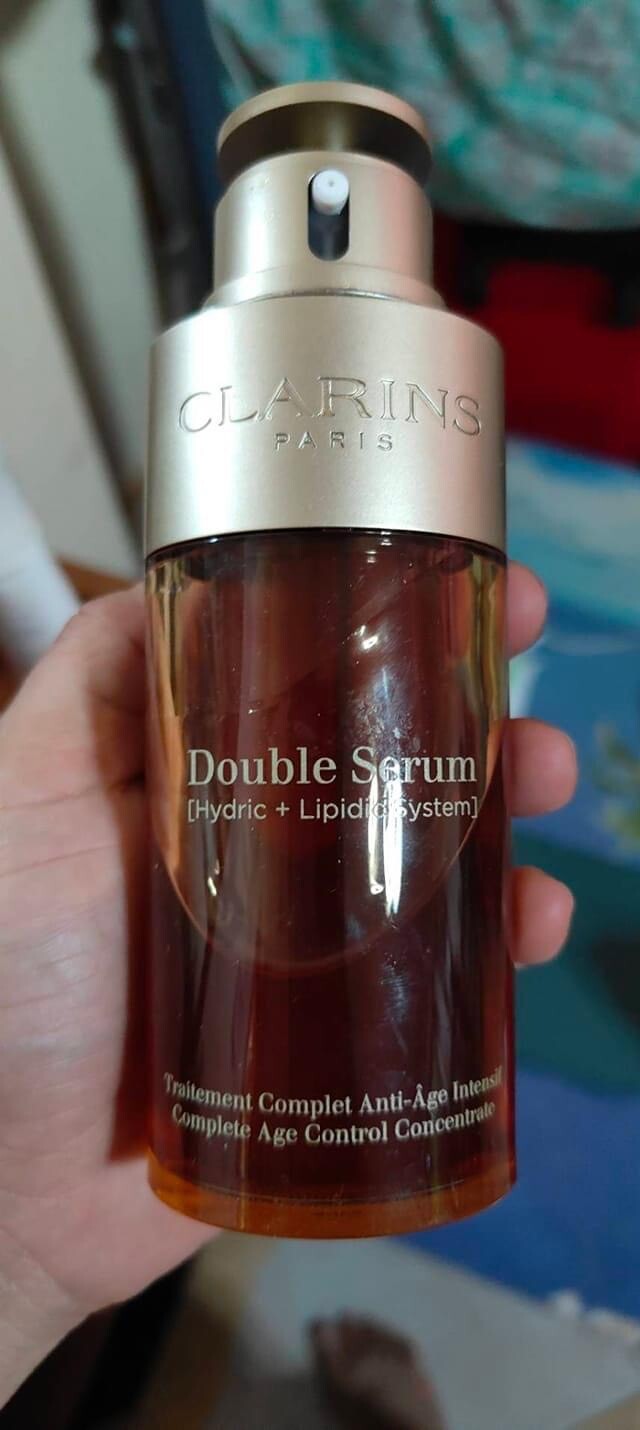 CLARINS
PARIS
Double Serum
[Hydric + Lipidic System]
Traitement Complet Anti-Âge Intensif
Complete Age Control Concentrate